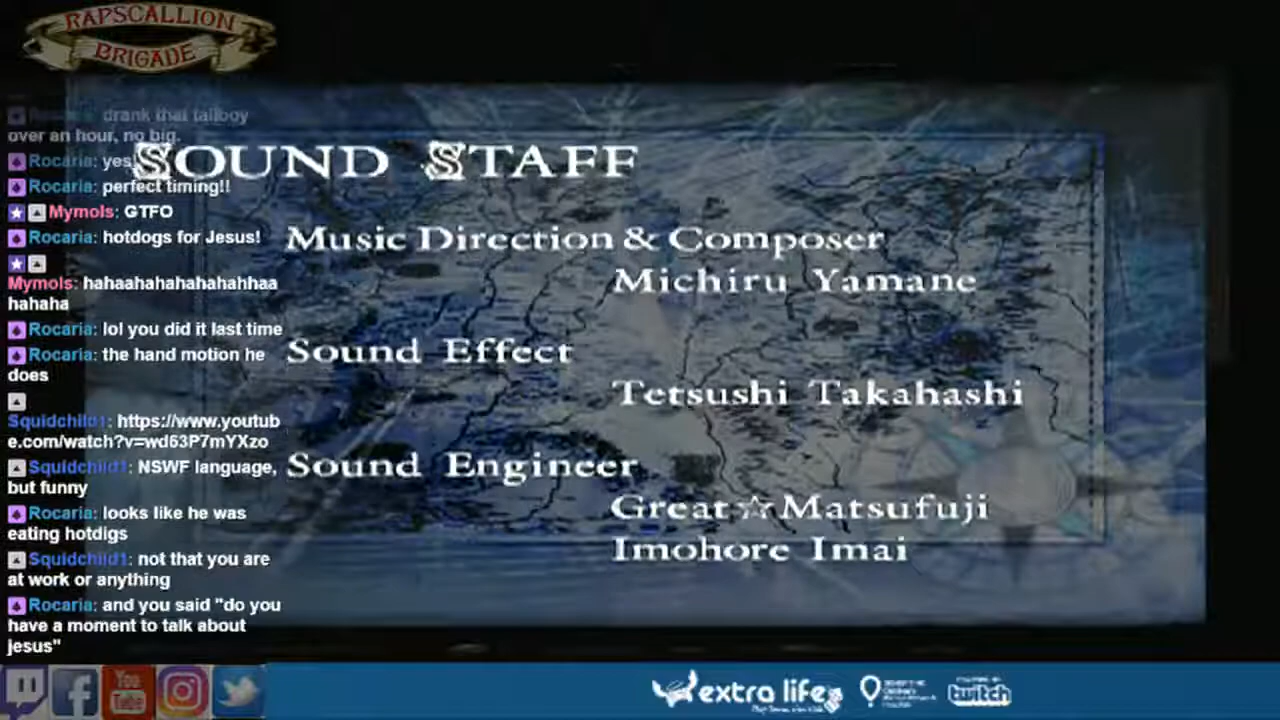 RAPSCALLION
BRIGADE
drank that tallboy
over an hour, no big.
Rocaria: yes
Rocaria: perfect timing!!
Mymols: GTFO
Rocaria: hotdogs for Jesus!
Mymols: hahaahahahahahahhaa
hahaha
Rocaria: lol you did it last time
Rocaria: the hand motion he
does
Squidchild1: https://www.youtub
e.com/watch?v=wd63P7mYXzo
Squidchild1: NSWF language,
but funny
Rocaria: looks like he was
eating hotdigs
Squidchild1: not that you are
at work or anything
Rocaria: and you said "do you
have a moment to talk about
jesus"
SOUND STAFF
Music Direction & Composer
Michiru Yamane
Sound Effect
Tetsushi Takahashi
Sound Engineer
Great☆Matsufuji
Imohore Imai
You
Tube
extra life
twitch